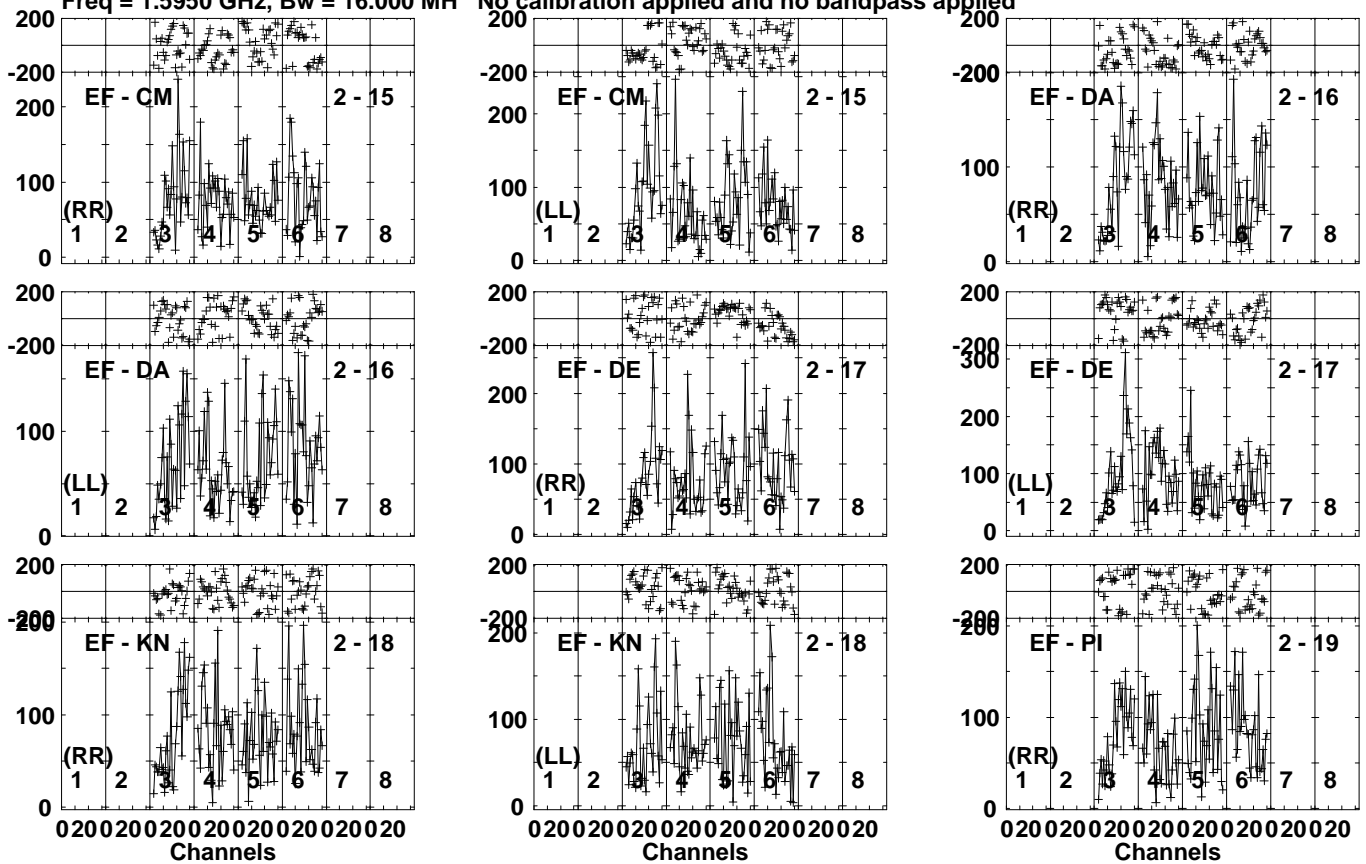 Freq = 1.5950 GHz, Bw = 16.000 MH No calibration applied and no bandpass applied
200 200 200
-200 -200 -200
EF - CM 2 - 15 EF - CM 2 - 15 EF - DA 2 - 16
200 200 200
100 100 100
(RR) (LL) (RR)
1 2 3 4 5 6 7 8 1 2 3 4 5 6 7 8 1 2 3 4 5 6 7 8
0 0 0
200 200 200
-200 -200 -200
300
EF - DA 2 - 16 EF - DE 2 - 17 EF - DE 2 - 17
200 200
100 100 100
(LL) (RR) (LL)
1 2 3 4 5 6 7 8 1 2 3 4 5 6 7 8 1 2 3 4 5 6 7 8
0 0 0
200 200 200
-200 -200 -200
200 200 200
EF - KN 2 - 18 EF - KN 2 - 18 EF - PI 2 - 19
100 100 100
(RR) (LL) (RR)
1 2 3 4 5 6 7 8 1 2 3 4 5 6 7 8 1 2 3 4 5 6 7 8
0 0 0
0 20 0 20 0 20 0 20 0 20 0 20 0 20 0 20 0 20 0 20 0 20 0 20 0 20 0 20 0 20 0 20 0 20 0 20 0 20 0 20 0 20 0 20 0 20 0 20
Channels Channels Channels